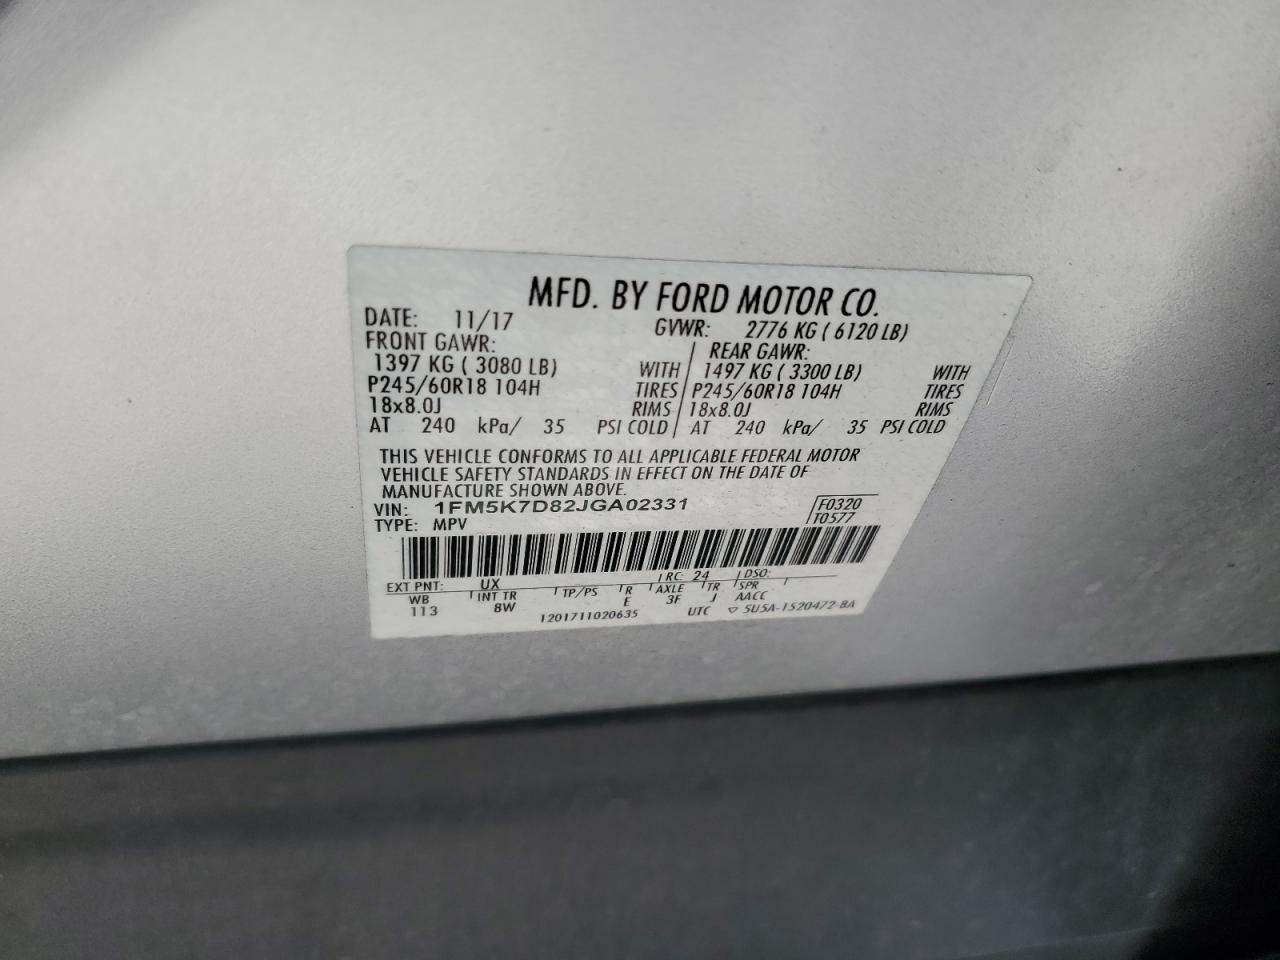 MFD. BY FORD MOTOR CO.
DATE: 11/17 GVWR: 2776 KG ( 6120 LB)
FRONT GAWR: REAR GAWR:
1397 KG ( 3080 LB) WITH 1497 KG ( 3300 LB) WITH
P245/60R18 104H TIRES P245/60R18 104H TIRES
18x8.0J RIMS 18x8.0J RIMS
AT 240 kPa/ 35 PSI COLD AT 240 kPa/ 35 PSI COLD
THIS VEHICLE CONFORMS TO ALL APPLICABLE FEDERAL MOTOR
VEHICLE SAFETY STANDARDS IN EFFECT ON THE DATE OF
MANUFACTURE SHOWN ABOVE.
VIN: 1FM5K7D82JGA02331 F0320
TYPE: MPV T0577
EXT PNT: UX RC: 24 DSO:
WB INT TR TP/PS R AXLE TR SPR
113 8W E 3F J AACC
1201711020635 UTC ▽ 5U5A-1520472-BA